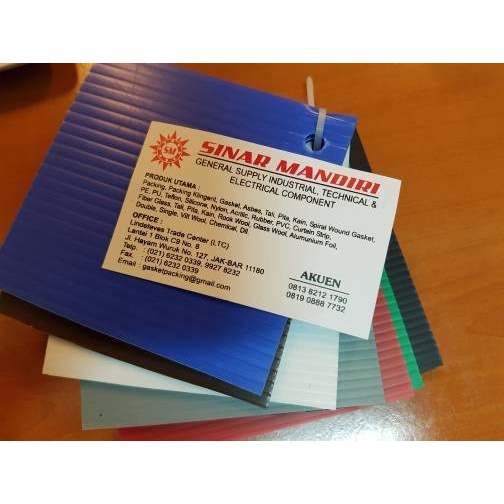 SM
SINAR MANDIRI
GENERAL SUPPLY INDUSTRIAL, TECHNICAL &
ELECTRICAL COMPONENT
PRODUK UTAMA :
Packing, Packing Klingerit, Gasket, Asbes, Tali, Pita, Kain, Spiral Wound Gasket,
PE, PU, Teflon, Silicone, Nylon, Acrilic, Rubber, PVC, Curtain Strip,
Fiber Glass, Tali, Pita, Kain, Rook Wool, Glass Wool, Alumunium Foil,
Double, Single, Vilt Wool, Chemical, Dll.
OFFICE :
Lindeteves Trade Center (LTC)
Lantai 1 Blok C9 No. 8
Jl. Hayam Wuruk No. 127, JAK-BAR 11180
Telp. : (021) 6232 0339, 9927 8232
Fax. : (021) 6232 0339
Email : gasketpacking@gmail.com
AKUEN
0813 8212 1790
0819 0888 7732